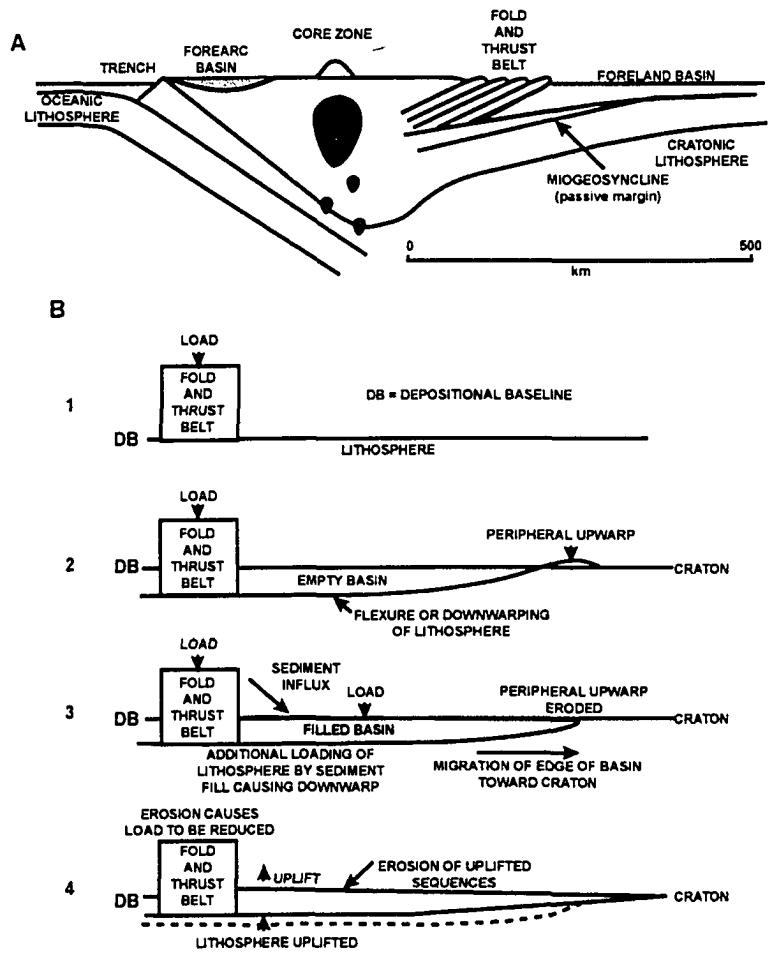 A
TRENCH
FOREARC
BASIN
CORE ZONE
FOLD
AND
THRUST
BELT
FORELAND BASIN
OCEANIC
LITHOSPHERE
CRATONIC
LITHOSPHERE
MIOGEOSYNCLINE
(passive margin)
0
500
km
B
1
LOAD
FOLD
AND
THRUST
BELT
DB
DB = DEPOSITIONAL BASELINE
LITHOSPHERE
2
LOAD
FOLD
AND
THRUST
BELT
DB
PERIPHERAL UPWARP
EMPTY BASIN
CRATON
FLEXURE OR DOWNWARPING
OF LITHOSPHERE
3
LOAD
FOLD
AND
THRUST
BELT
DB
SEDIMENT
INFLUX
LOAD
PERIPHERAL UPWARP
ERODED
FILLED BASIN
CRATON
ADDITIONAL LOADING OF
LITHOSPHERE BY SEDIMENT
FILL CAUSING DOWNWARP
MIGRATION OF EDGE OF BASIN
TOWARD CRATON
4
EROSION CAUSES
LOAD TO BE REDUCED
FOLD
AND
THRUST
BELT
DB
UPLIFT
EROSION OF UPLIFTED
SEQUENCES
CRATON
LITHOSPHERE UPLIFTED